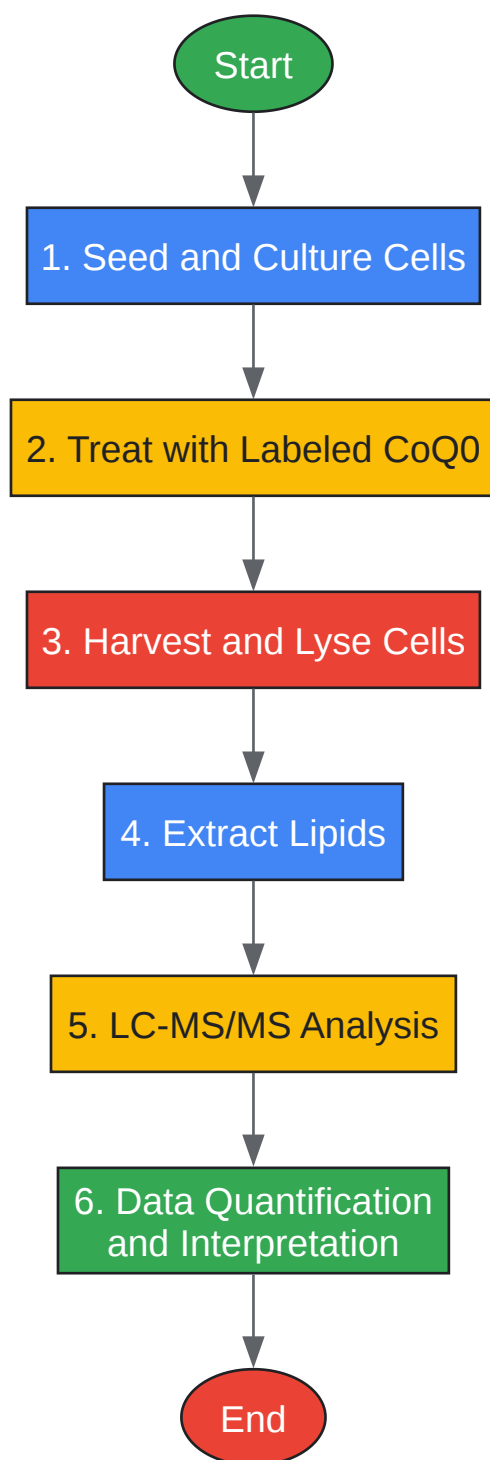 Start
1. Seed and Culture Cells
2. Treat with Labeled CoQ0
3. Harvest and Lyse Cells
4. Extract Lipids
5. LC-MS/MS Analysis
6. Data Quantification
and Interpretation
End